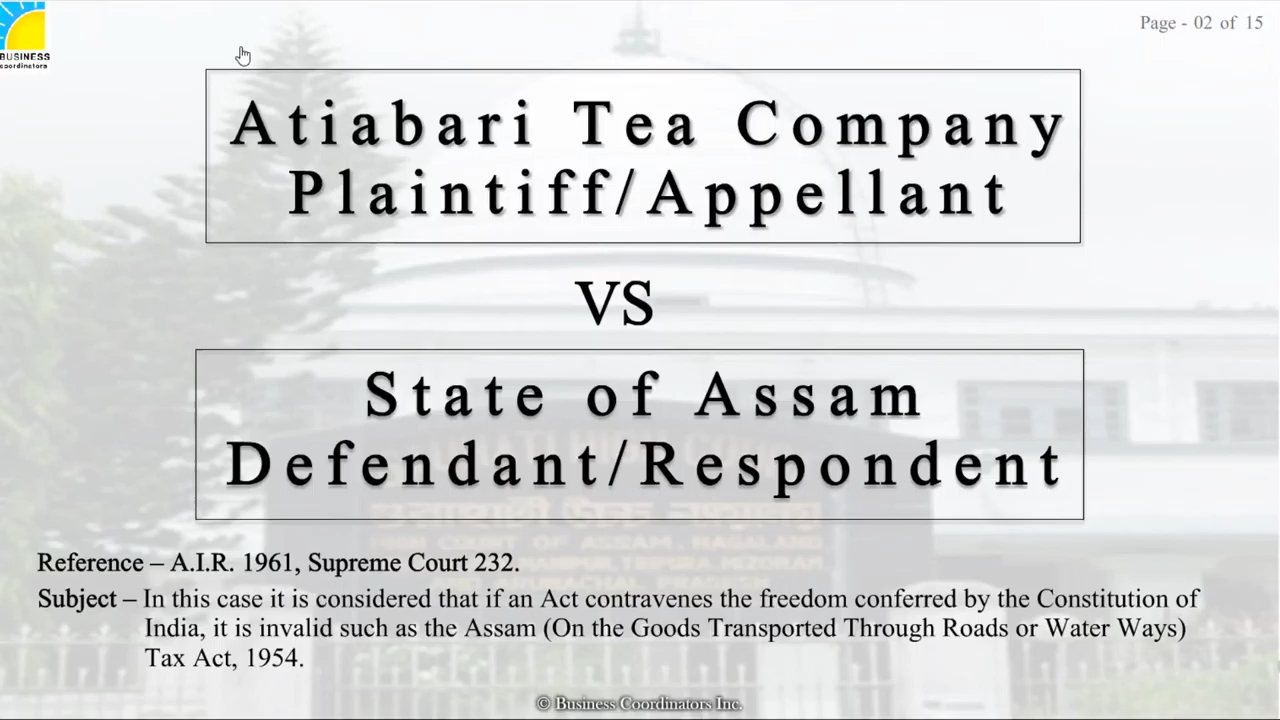 Page - 02 of 15
BUSINESS
coordinators
Atiabari Tea Company
Plaintiff/Appellant
VS
State of Assam
Defendant/Respondent
Reference – A.I.R. 1961, Supreme Court 232.
Subject – In this case it is considered that if an Act contravenes the freedom conferred by the Constitution of
India, it is invalid such as the Assam (On the Goods Transported Through Roads or Water Ways)
Tax Act, 1954.
© Business Coordinators Inc.